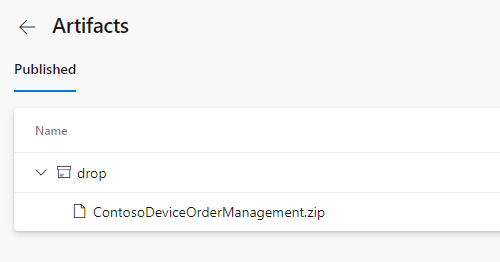 Artifacts
Published
Name
drop
ContosoDeviceOrderManagement.zip